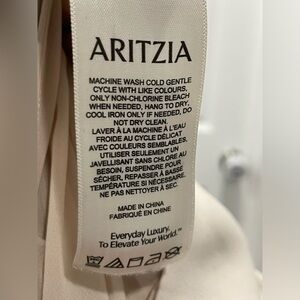 ARITZIA
MACHINE WASH COLD GENTLE
CYCLE WITH LIKE COLOURS.
ONLY NON-CHLORINE BLEACH
WHEN NEEDED, HANG TO DRY.
COOL IRON ONLY IF NEEDED. DO
NOT DRY CLEAN.
LAVER À LA MACHINE À L'EAU
FROIDE AU CYCLE DÉLICAT
AVEC COULEURS SEMBLABLES,
UTILISER SEULEMENT UN
JAVELLISANT SANS CHLORE AU
BESOIN, SUSPENDRE POUR
SÉCHER, REPASSER À BASSE
TEMPÉRATURE SI NÉCESSAIRE.
NE PAS NETTOYER À SEC.
MADE IN CHINA
FABRIQUÉ EN CHINE
Everyday Luxury.
To Elevate Your World.™